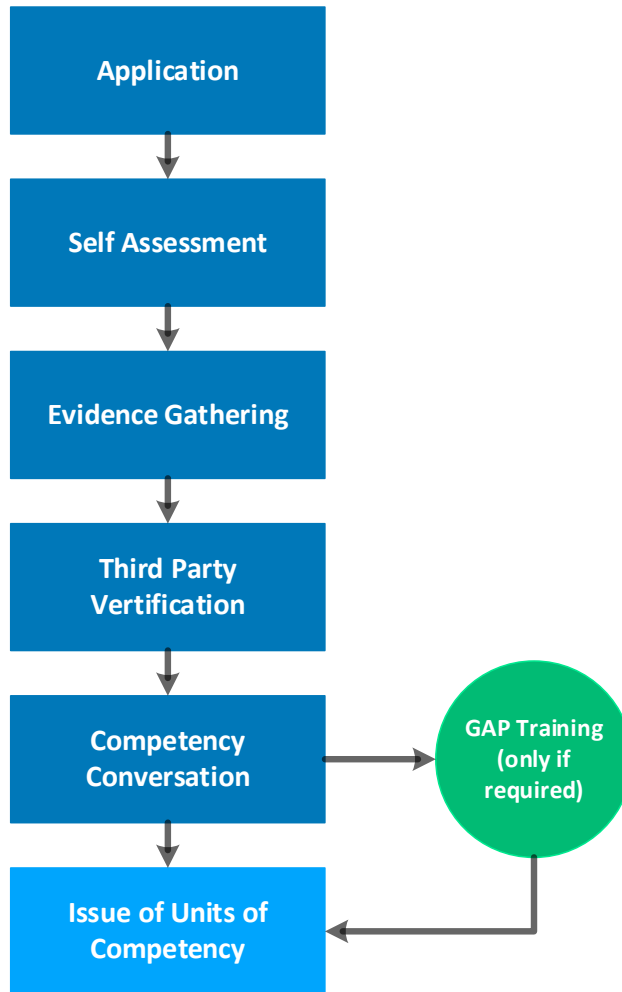 Application
Self Assessment
Evidence Gathering
Third Party
Vertification
Competency
Conversation
GAP Training
(only if
required)
Issue of Units of
Competency